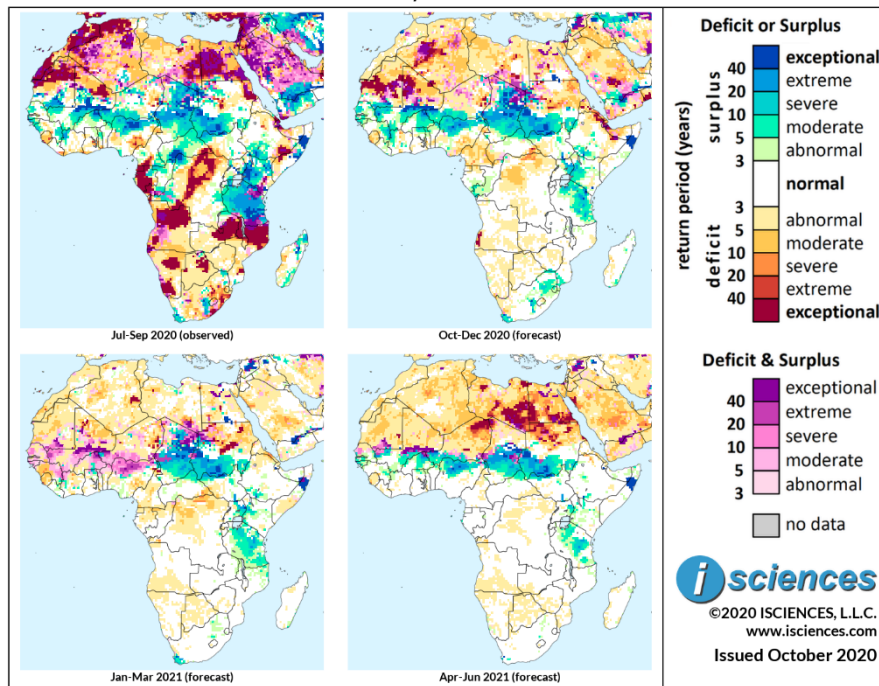 Jul-Sep 2020 (observed)
Oct-Dec 2020 (forecast)
Jan-Mar 2021 (forecast)
Apr-Jun 2021 (forecast)
Deficit or Surplus
return period (years)
surplus
deficit
40
20
10
5
3
3
5
10
20
40
exceptional
extreme
severe
moderate
abnormal
normal
abnormal
moderate
severe
extreme
exceptional
Deficit & Surplus
40
20
10
5
3
exceptional
extreme
severe
moderate
abnormal
no data
i sciences
©2020 ISCIENCES, L.L.C.
www.isciences.com
Issued October 2020